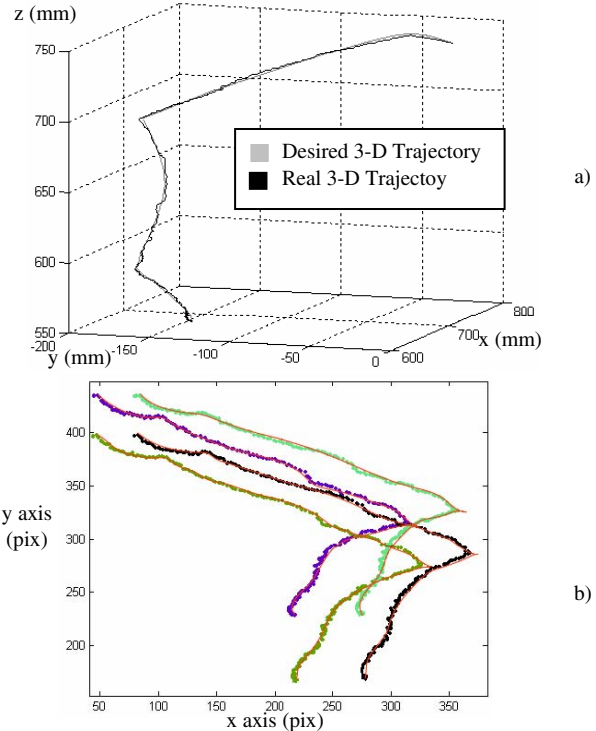 z (mm)
750
700
650
600
550
Desired 3-D Trajectory
Real 3-D Trajectoy
a)
-200
-150
-100
-50
0
600
700
800
y (mm)
x (mm)
400
350
300
250
200
y axis
(pix)
b)
50 100 150 200 250 300 350
x axis (pix)